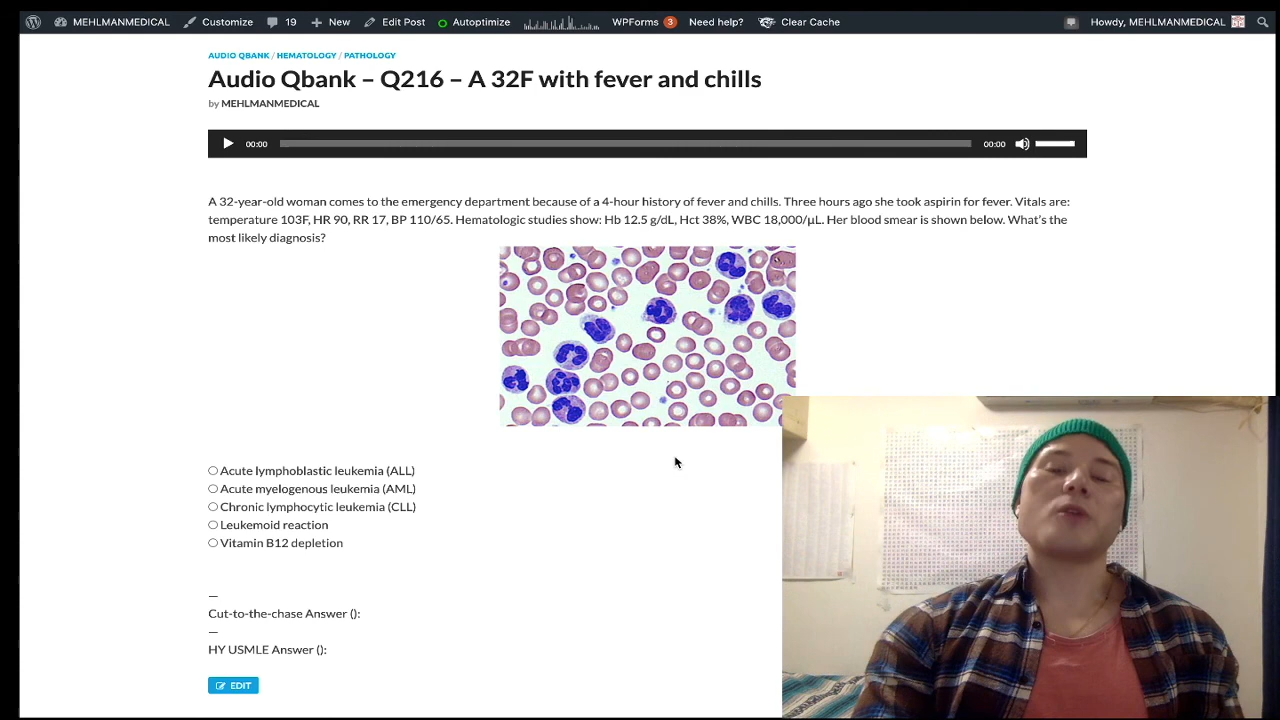 MEHLMANMEDICAL Customize 19 New Edit Post Autoptimize WPForms 3 Need help? Clear Cache Howdy, MEHLMANMEDICAL
AUDIO QBANK / HEMATOLOGY / PATHOLOGY
Audio Qbank – Q216 – A 32F with fever and chills
by MEHLMANMEDICAL
00:00 00:00
A 32-year-old woman comes to the emergency department because of a 4-hour history of fever and chills. Three hours ago she took aspirin for fever. Vitals are:
temperature 103F, HR 90, RR 17, BP 110/65. Hematologic studies show: Hb 12.5 g/dL, Hct 38%, WBC 18,000/μL. Her blood smear is shown below. What's the
most likely diagnosis?
Acute lymphoblastic leukemia (ALL)
Acute myelogenous leukemia (AML)
Chronic lymphocytic leukemia (CLL)
Leukemoid reaction
Vitamin B12 depletion
—
Cut-to-the-chase Answer ():
—
HY USMLE Answer ():
EDIT